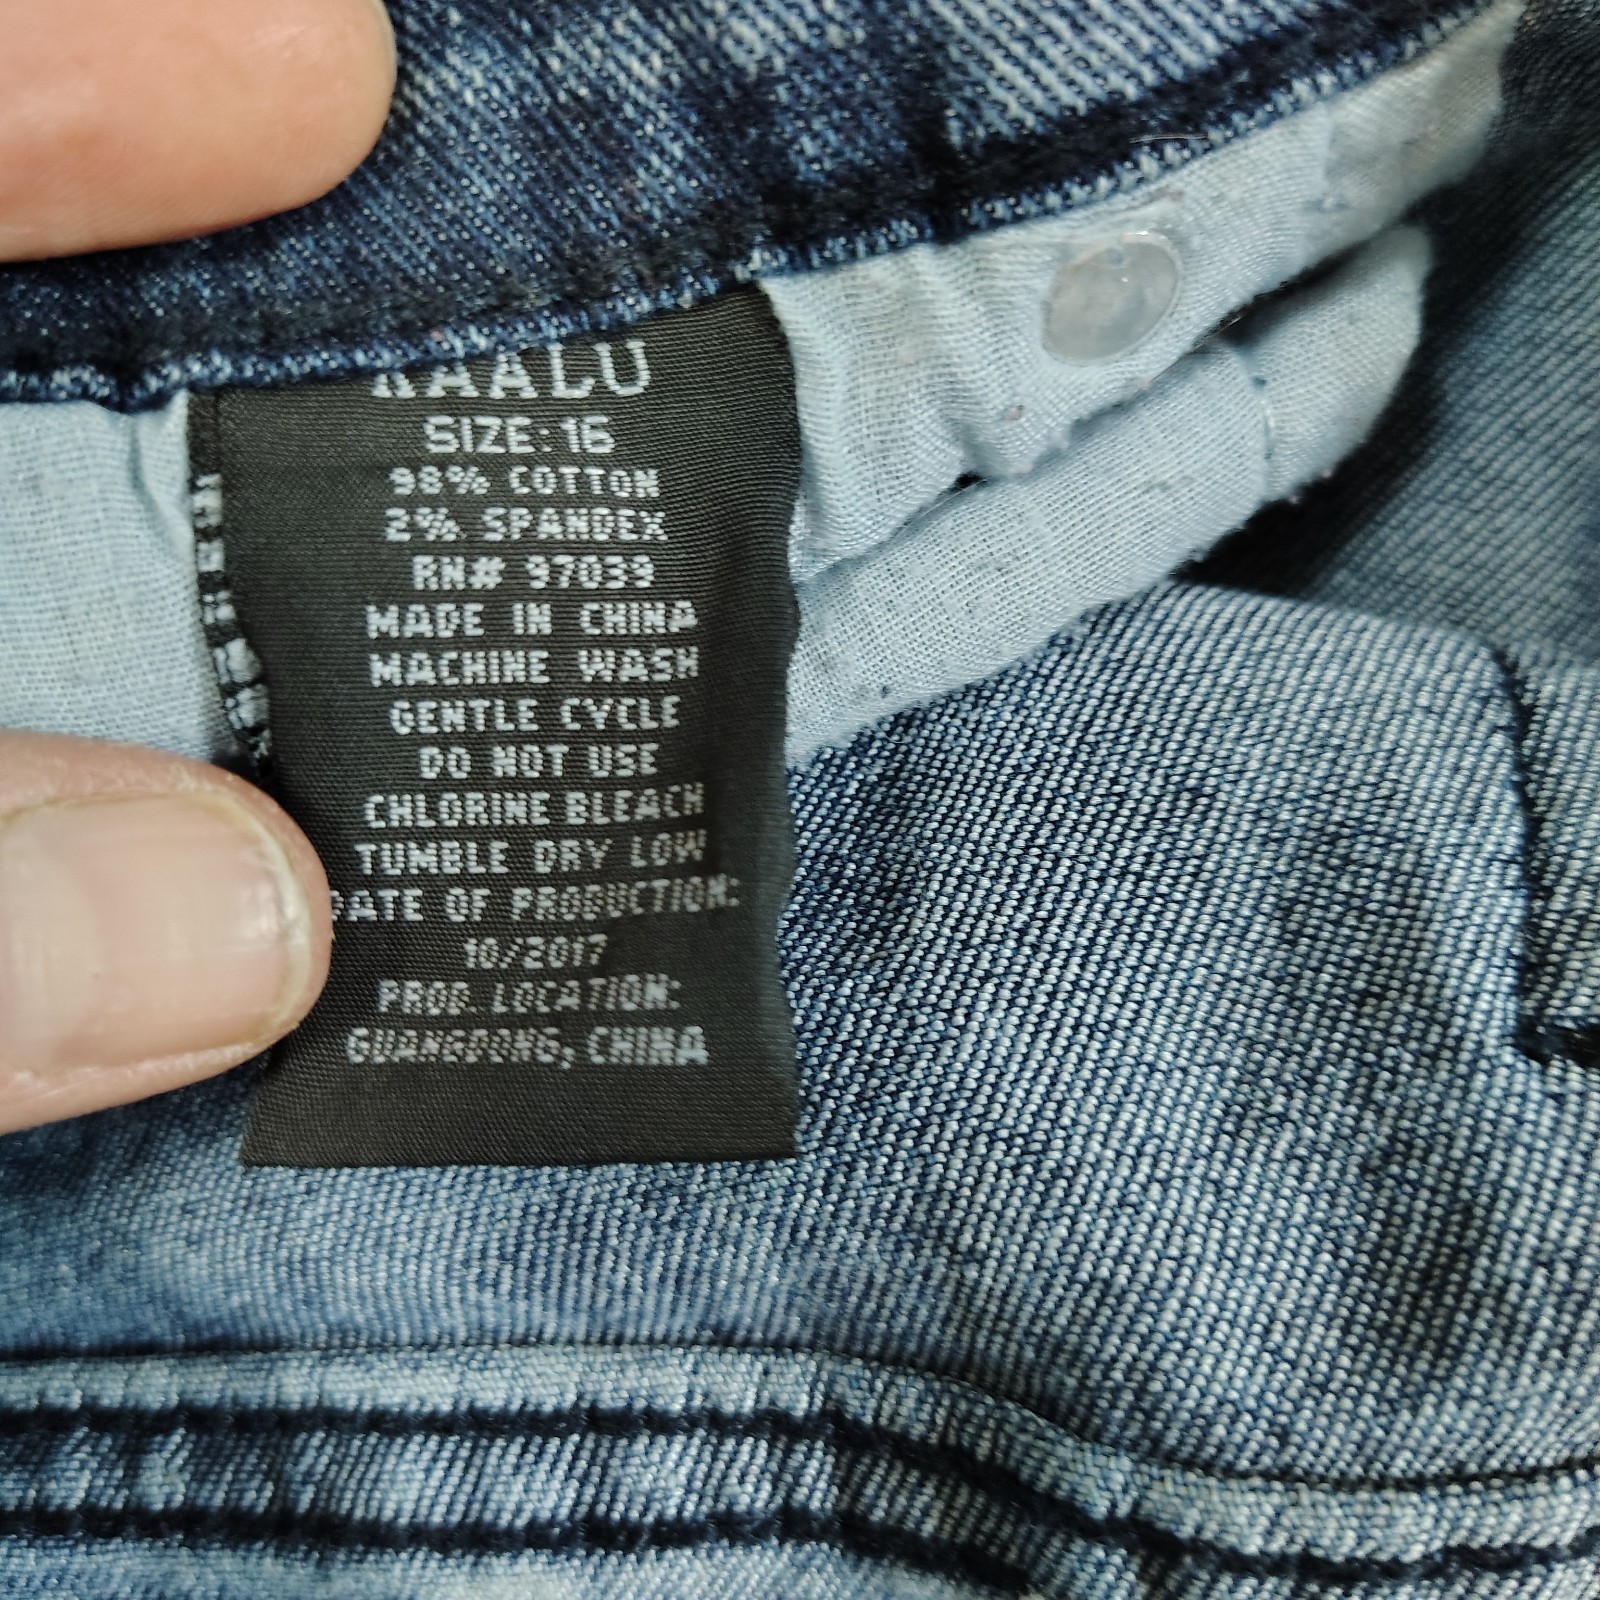 RAALU
SIZE: 16
98% COTTON
2% SPANDEX
RN# 97039
MADE IN CHINA
MACHINE WASH
GENTLE CYCLE
DO NOT USE
CHLORINE BLEACH
TUMBLE DRY LOW
DATE OF PRODUCTION:
10/2017
PROD. LOCATION:
GUANGDONG, CHINA